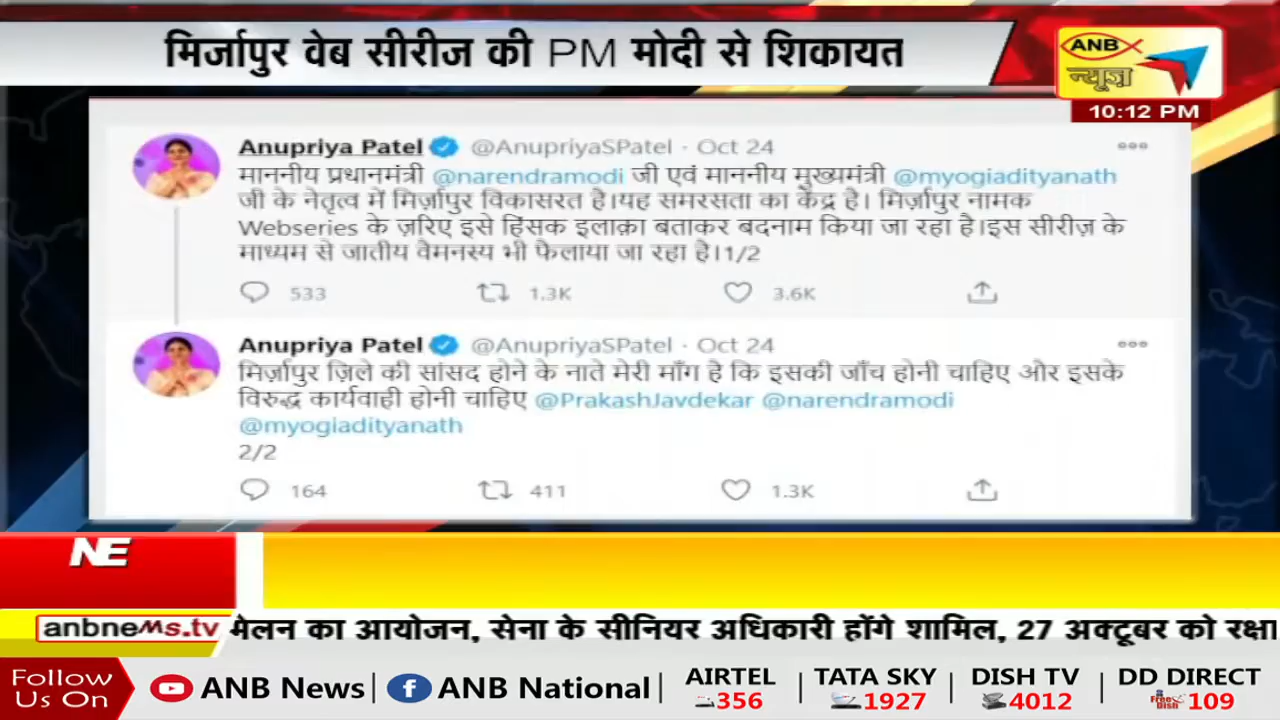 मिर्जापुर वेब सीरीज की PM मोदी से शिकायत
ANB
न्यूज़
10:12 PM
Anupriya Patel @AnupriyaSPatel · Oct 24
माननीय प्रधानमंत्री @narendramodi जी एवं माननीय मुख्यमंत्री @myogiadityanath
जी के नेतृत्व में मिर्ज़ापुर विकासरत है।यह समरसता का केंद्र है। मिर्ज़ापुर नामक
Webseries के ज़रिए इसे हिंसक इलाक़ा बताकर बदनाम किया जा रहा है।इस सीरीज़ के
माध्यम से जातीय वैमनस्य भी फैलाया जा रहा है।1/2
533 1.3K 3.6K
Anupriya Patel @AnupriyaSPatel · Oct 24
मिर्ज़ापुर ज़िले की सांसद होने के नाते मेरी माँग है कि इसकी जाँच होनी चाहिए और इसके
विरुद्ध कार्यवाही होनी चाहिए @PrakashJavdekar @narendramodi
@myogiadityanath
2/2
164 411 1.3K
NE
anbnews.tv मेलन का आयोजन, सेना के सीनियर अधिकारी होंगे शामिल, 27 अक्टूबर को रक्षा
Follow Us On ANB News | ANB National | AIRTEL 356 | TATA SKY 1927 | DISH TV 4012 | DD DIRECT Free Dish 109